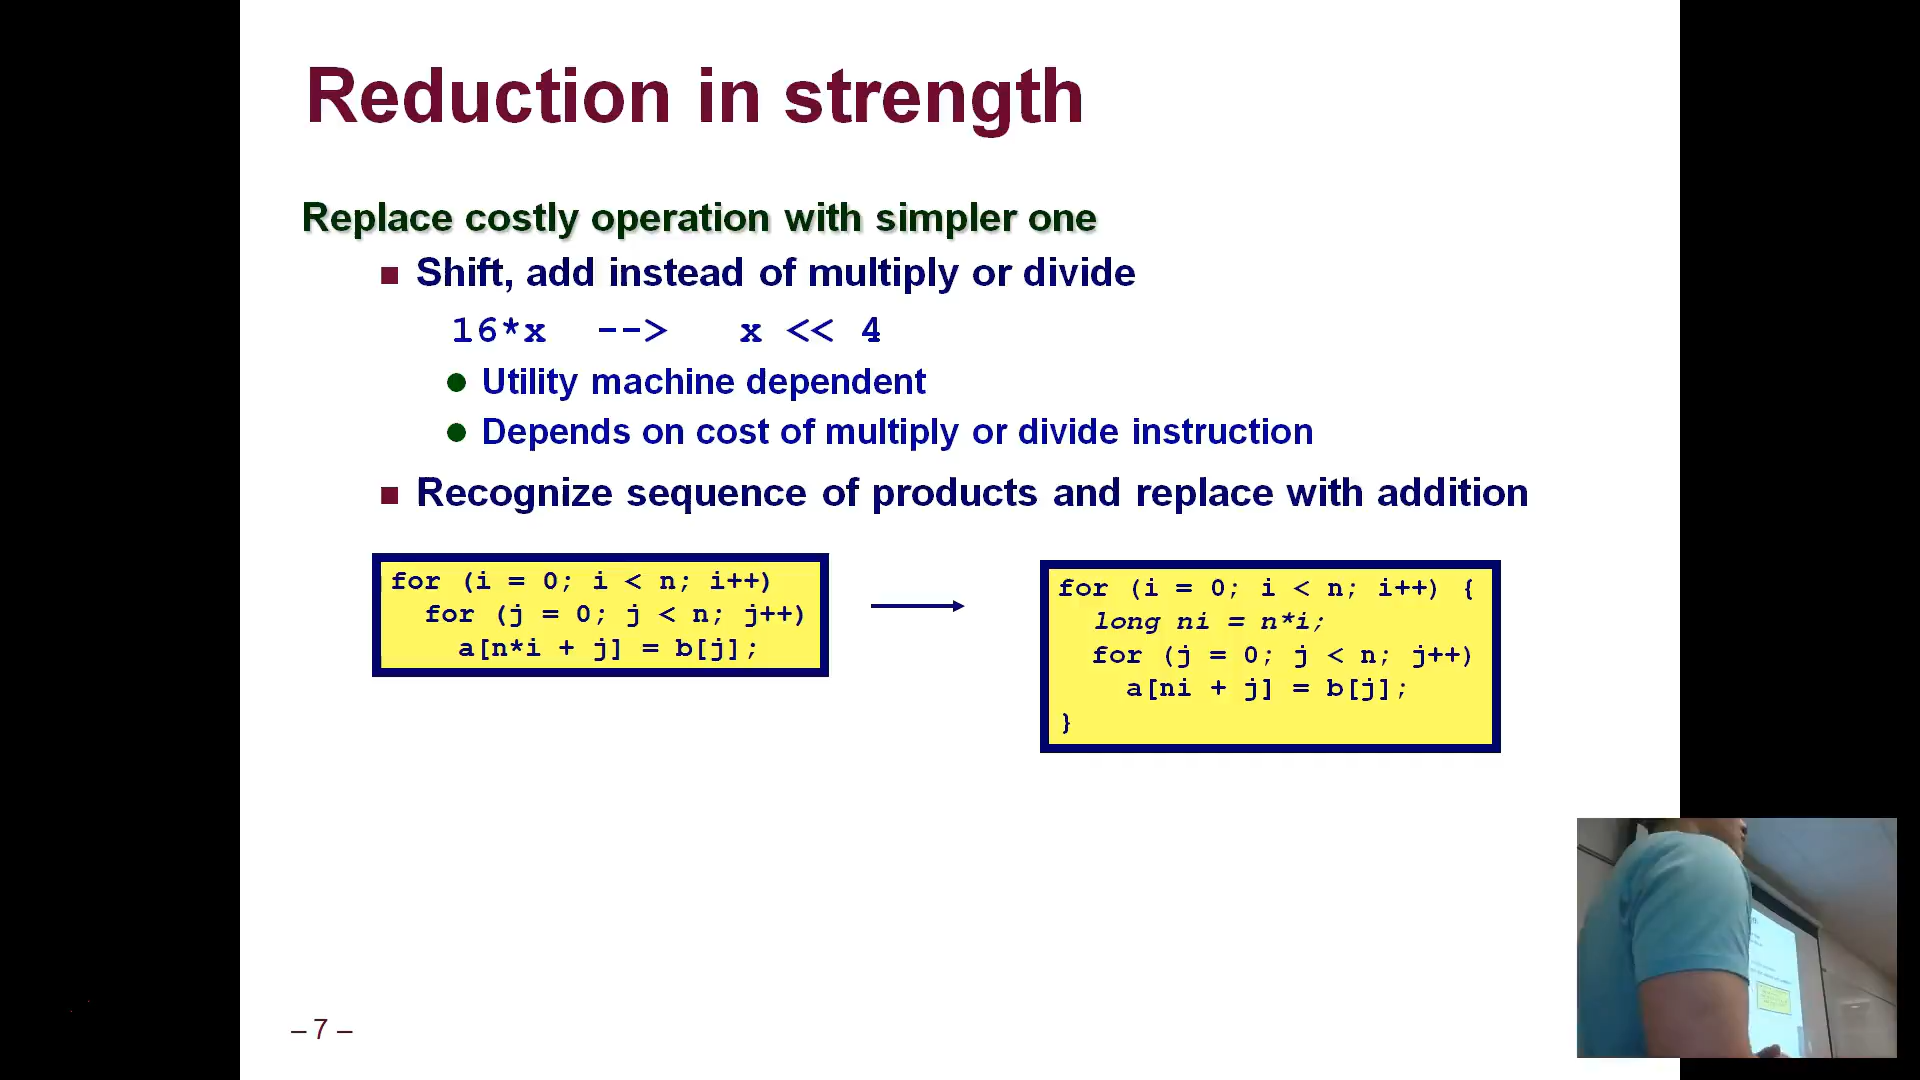 Reduction in strength
Replace costly operation with simpler one
Shift, add instead of multiply or divide
16*x --> x << 4
Utility machine dependent
Depends on cost of multiply or divide instruction
Recognize sequence of products and replace with addition
for (i = 0; i < n; i++)
for (j = 0; j < n; j++)
a[n*i + j] = b[j];
for (i = 0; i < n; i++) {
long ni = n*i;
for (j = 0; j < n; j++)
a[ni + j] = b[j];
}
– 7 –